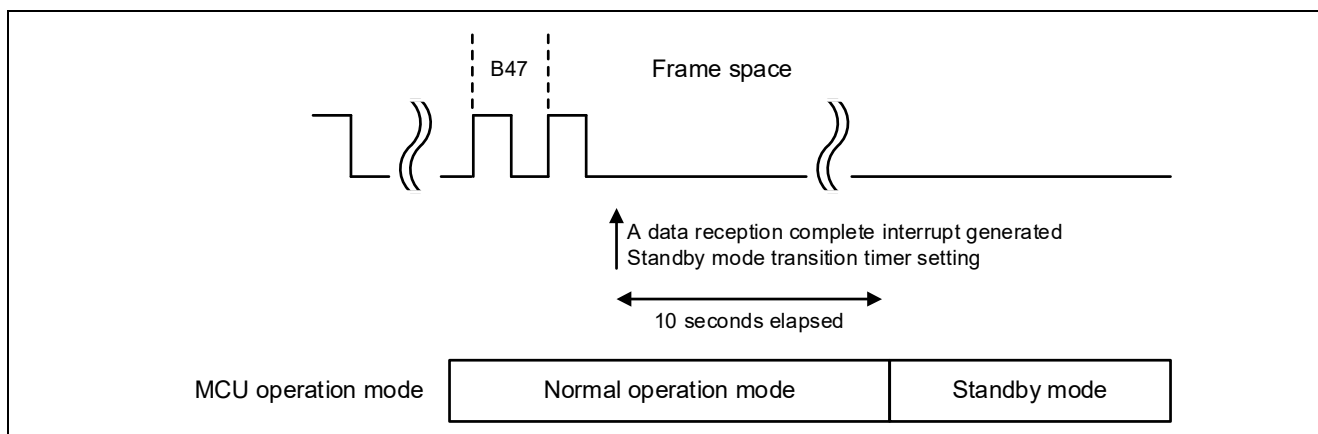 B47
Frame space
A data reception complete interrupt generated
Standby mode transition timer setting
10 seconds elapsed
MCU operation mode
Normal operation mode
Standby mode